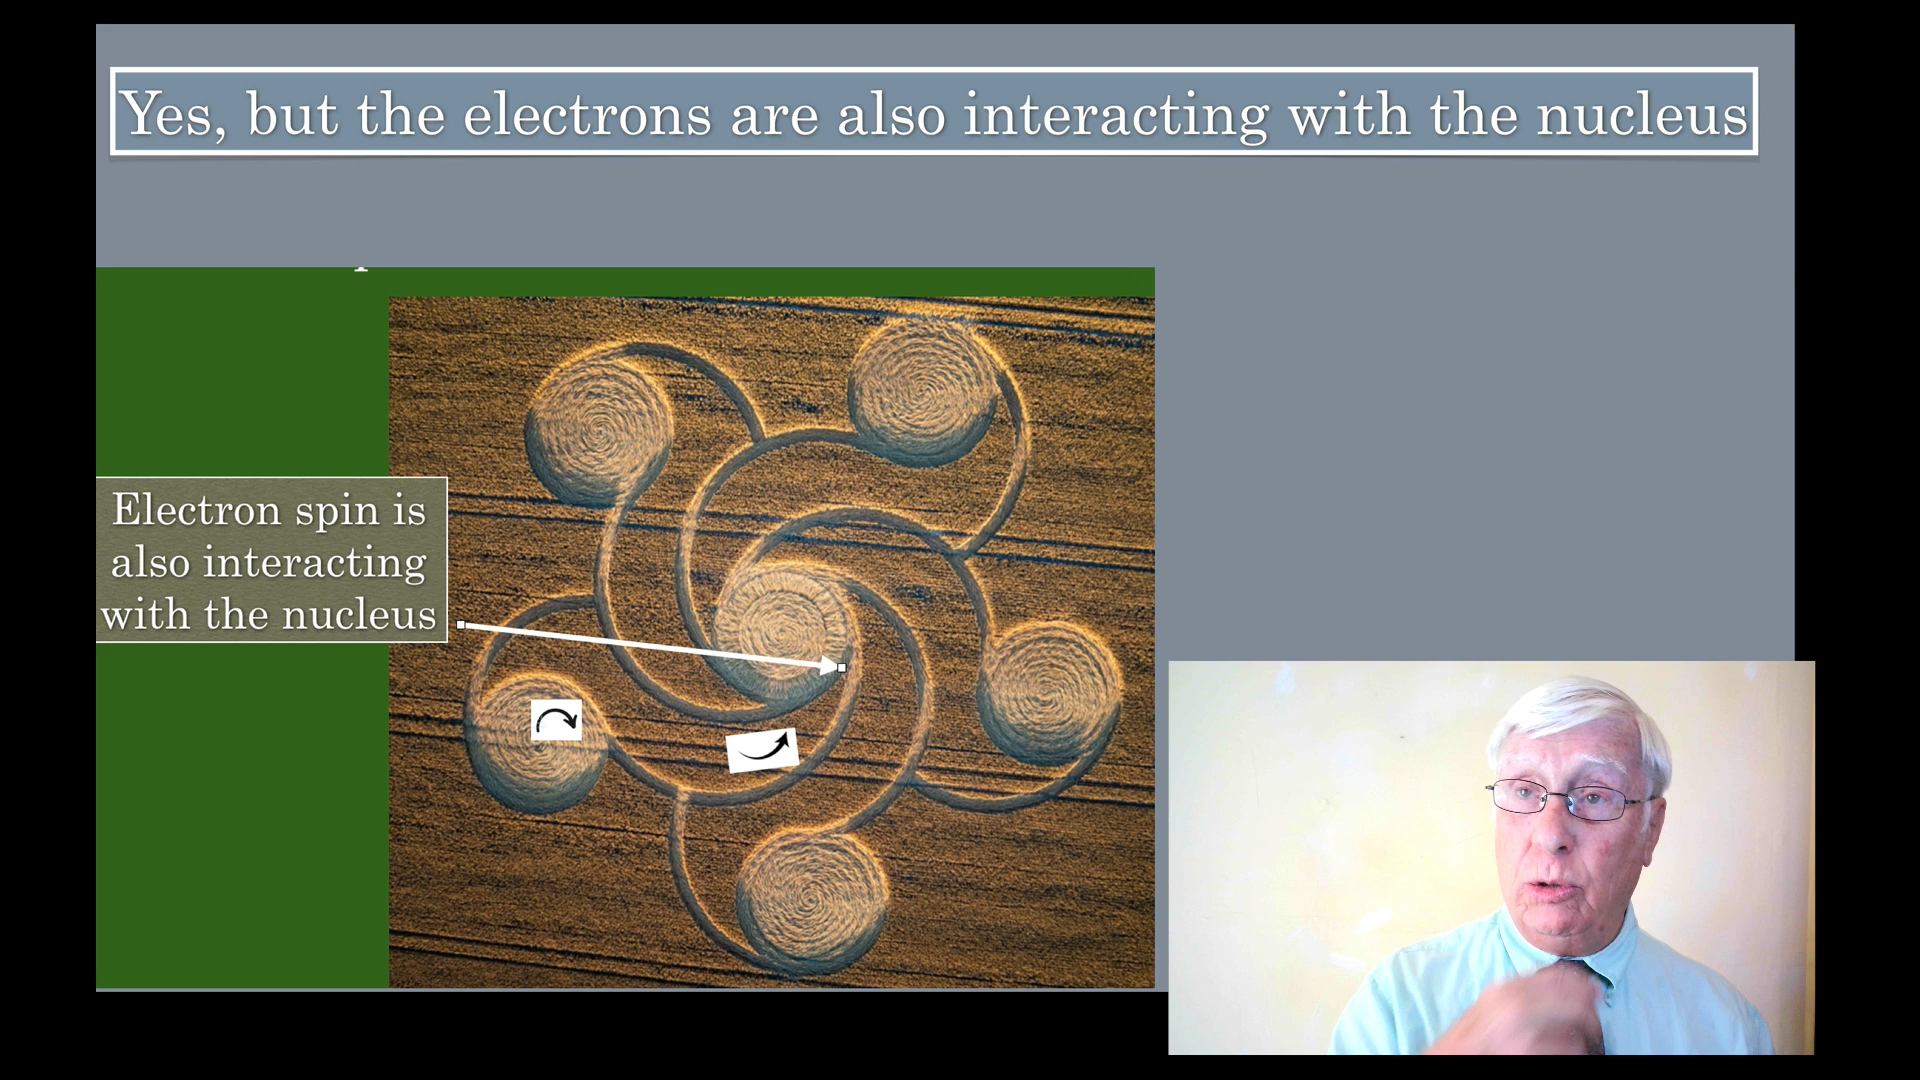 Yes, but the electrons are also interacting with the nucleus
Electron spin is
also interacting
with the nucleus